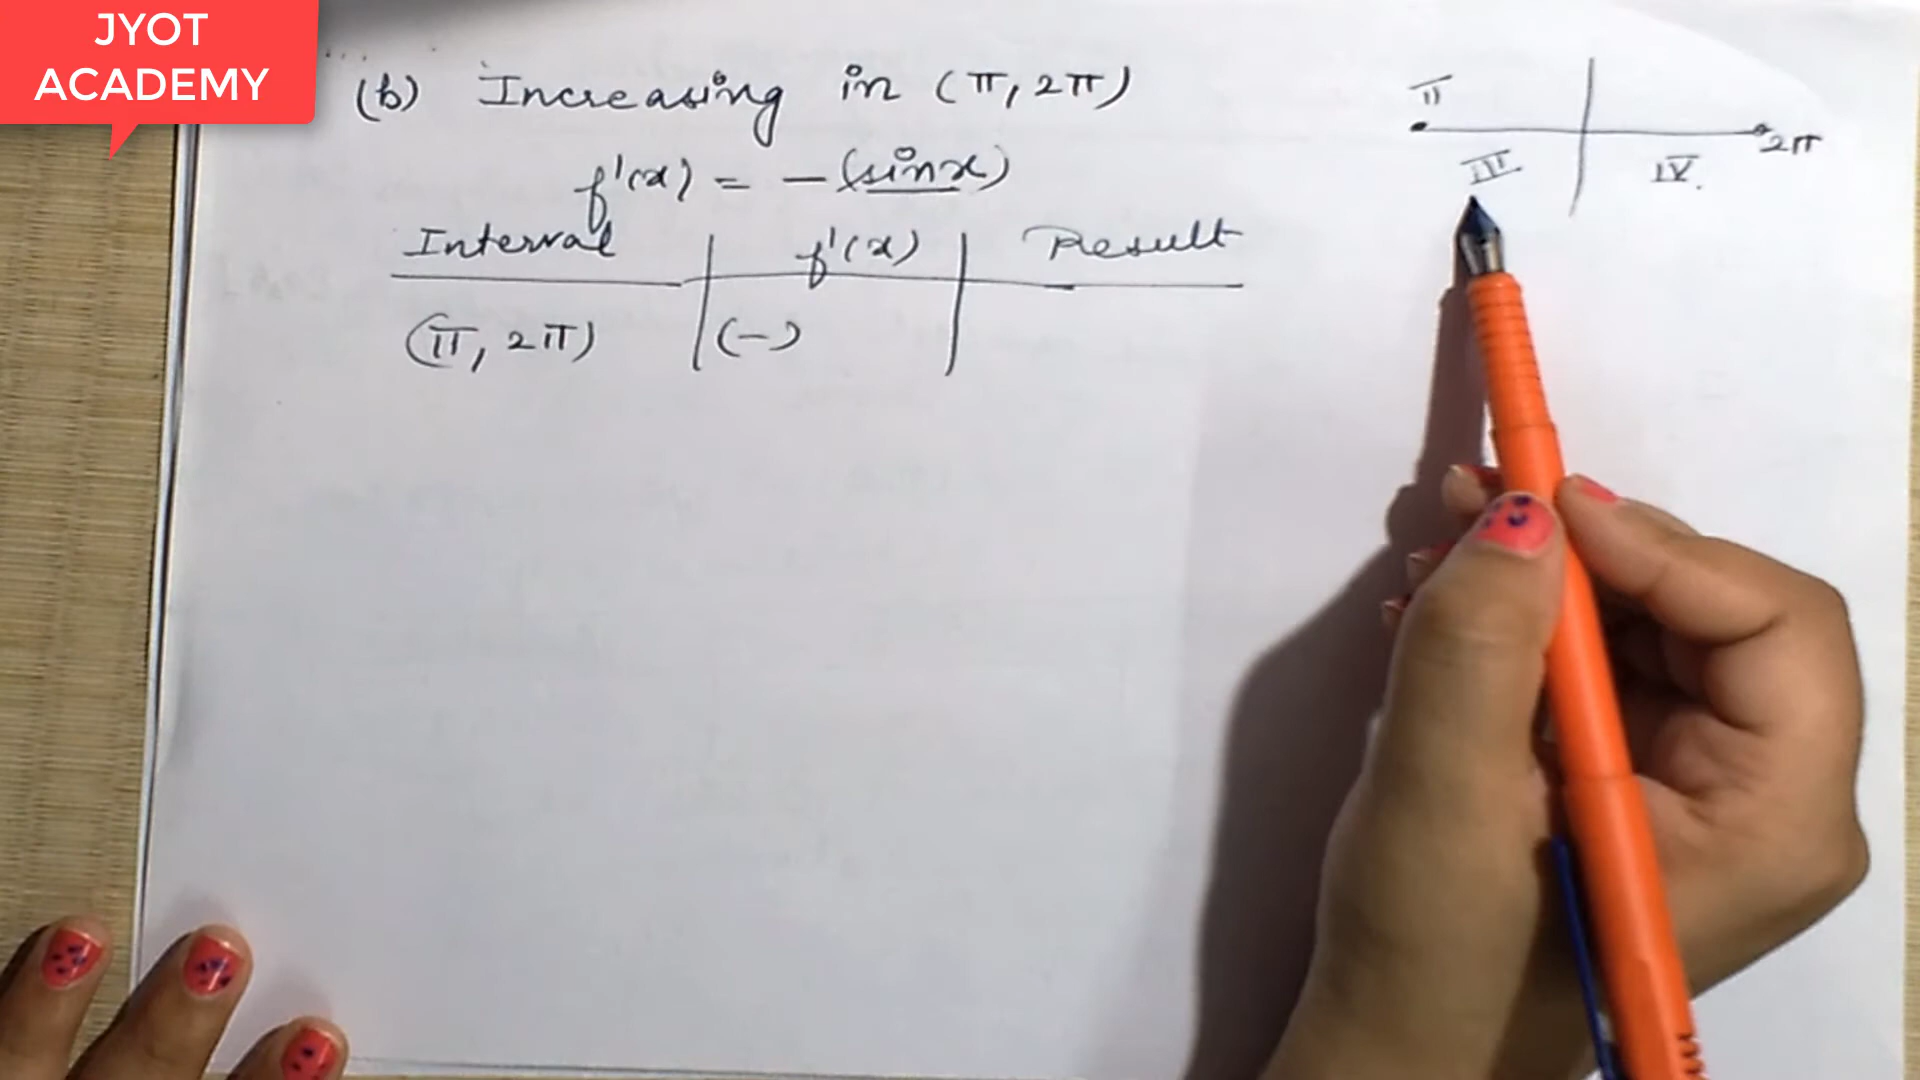 JYOT
ACADEMY
(b) Increasing in (π, 2π)
f'(x) = -(sinx)
Interval f'(x) Result
(π, 2π) (-)
π
2π
III IV.